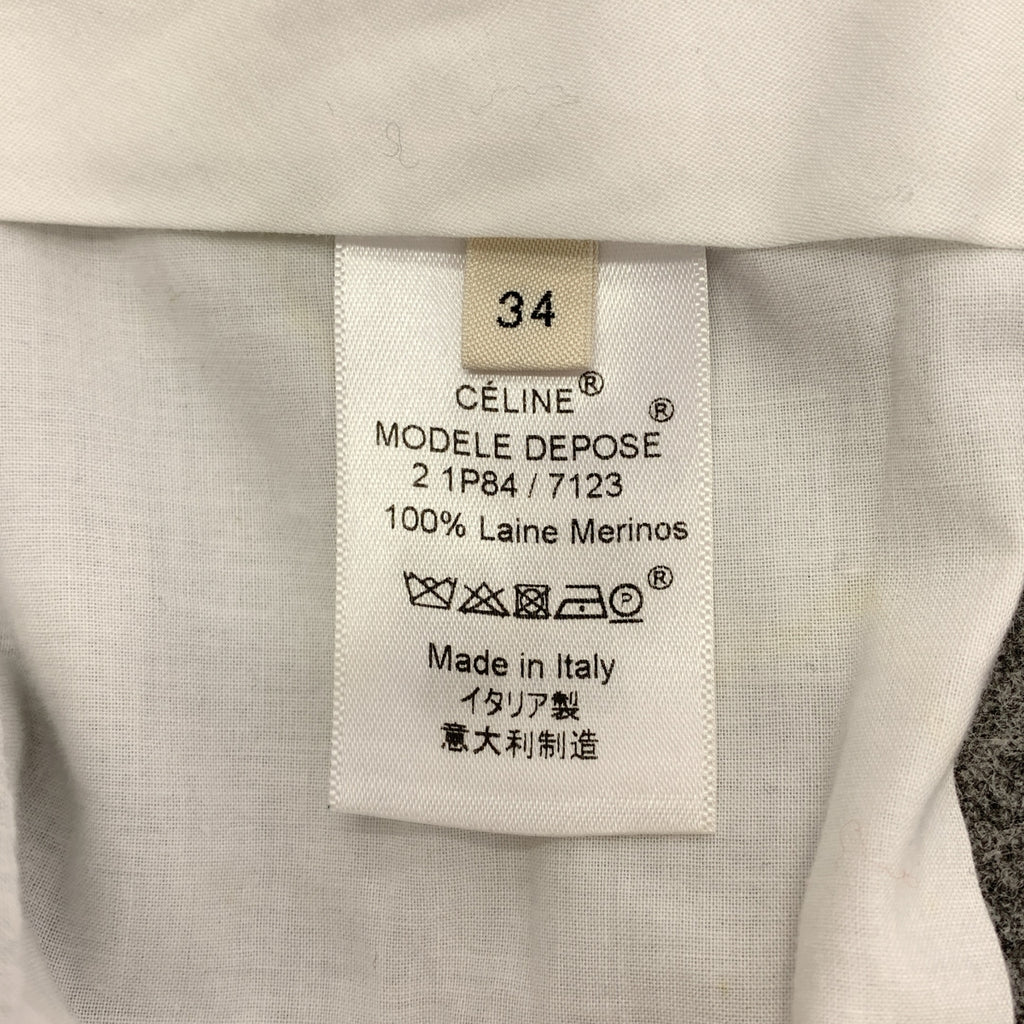 34
CÉLINE®
MODELE DEPOSE®
2 1P84 / 7123
100% Laine Merinos
P ®
Made in Italy
イタリア製
意大利制造